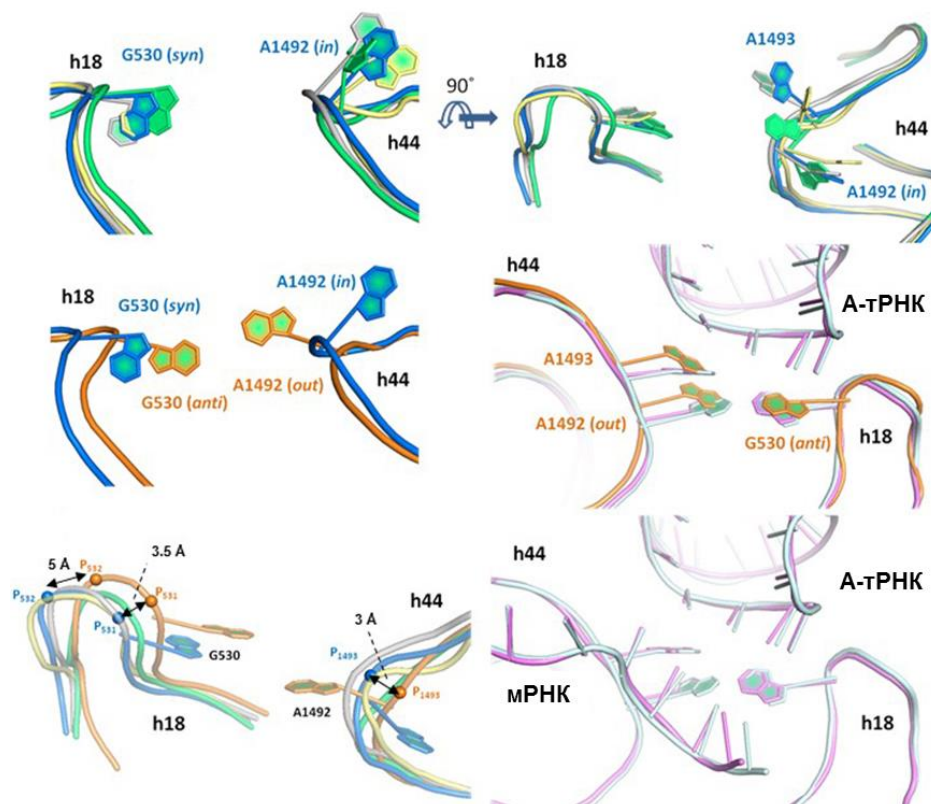 G530 (syn)
h18
A1492 (in)
h44
90°
h18
A1493
h44
A1492 (in)
h18
G530 (syn)
G530 (anti)
A1492 (in)
A1492 (out)
h44
h44
А-тРНК
A1493
A1492 (out)
G530 (anti)
h18
5 Å
P532
3.5 Å
P532
P531
P531
G530
h18
h44
3 Å
P1493
A1492
P1493
h44
А-тРНК
мРНК
h18